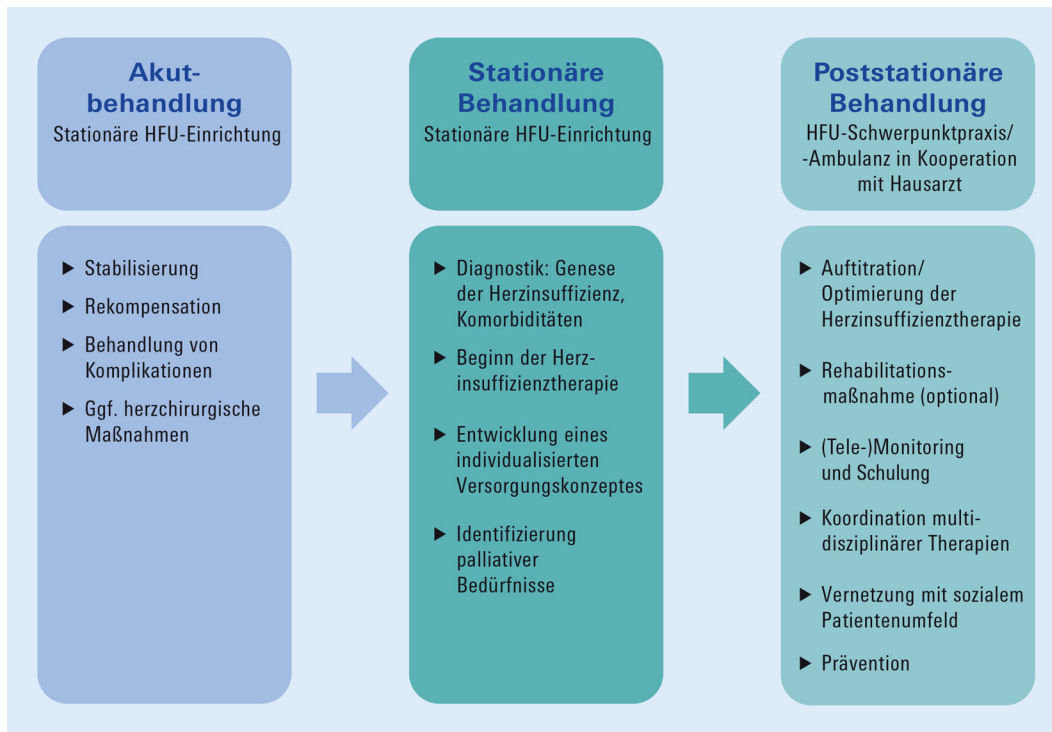 Akut-
behandlung
Stationäre HFU-Einrichtung
▶ Stabilisierung
▶ Rekompensation
▶ Behandlung von
Komplikationen
▶ Ggf. herzchirurgische
Maßnahmen
Stationäre
Behandlung
Stationäre HFU-Einrichtung
▶ Diagnostik: Genese
der Herzinsuffizienz,
Komorbiditäten
▶ Beginn der Herz-
insuffizienztherapie
▶ Entwicklung eines
individualisierten
Versorgungskonzeptes
▶ Identifizierung
palliativer
Bedürfnisse
Poststationäre
Behandlung
HFU-Schwerpunktpraxis/
-Ambulanz in Kooperation
mit Hausarzt
▶ Auftitration/
Optimierung der
Herzinsuffizienztherapie
▶ Rehabilitations-
maßnahme (optional)
▶ (Tele-)Monitoring
und Schulung
▶ Koordination multi-
disziplinärer Therapien
▶ Vernetzung mit sozialem
Patientenumfeld
▶ Prävention